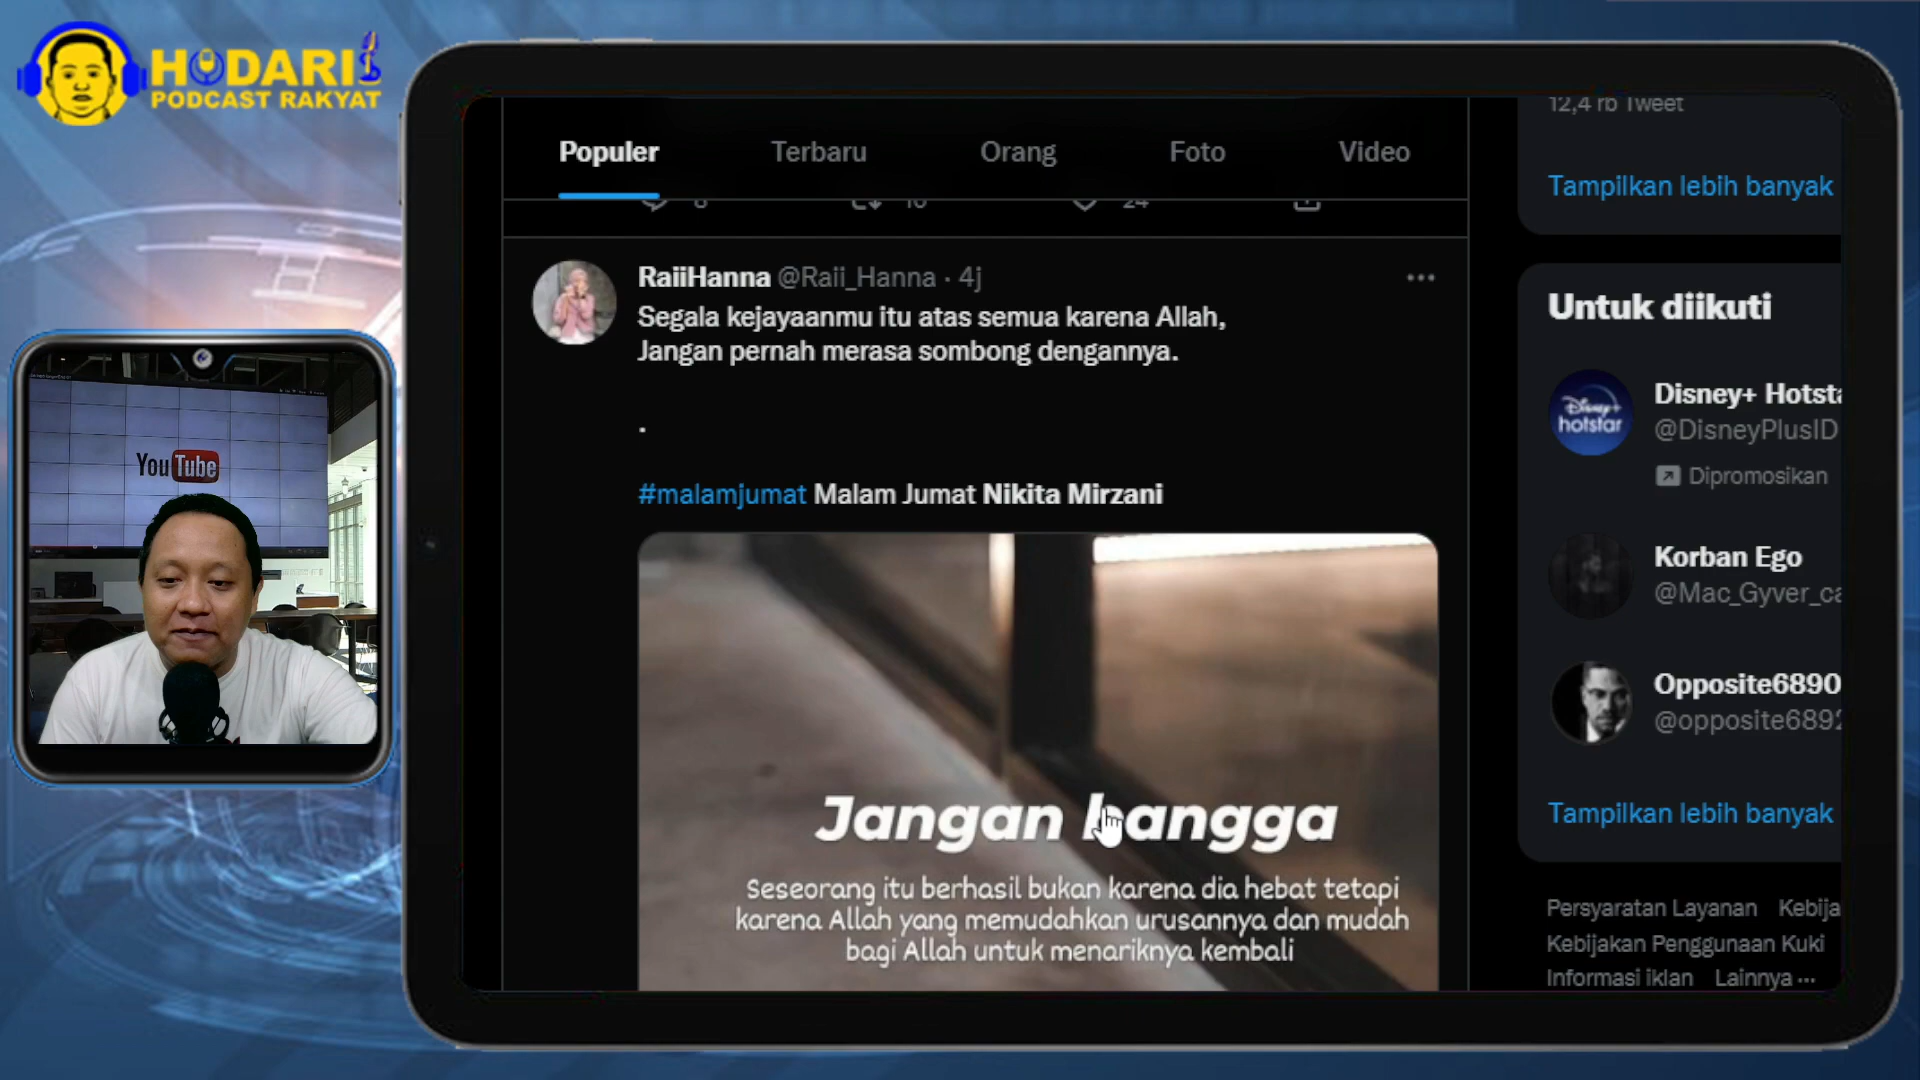 HODARI
PODCAST RAKYAT
YouTube
Populer
Terbaru
Orang
Foto
Video
24
RaiiHanna @Raii_Hanna · 4j
Segala kejayaanmu itu atas semua karena Allah,
Jangan pernah merasa sombong dengannya.
.
#malamjumat Malam Jumat Nikita Mirzani
Jangan bangga
Seseorang itu berhasil bukan karena dia hebat tetapi
karena Allah yang memudahkan urusannya dan mudah
bagi Allah untuk menariknya kembali
12,4 rb Tweet
Tampilkan lebih banyak
Untuk diikuti
Disney+ hotstar
Disney+ Hotsta
@DisneyPlusID
Dipromosikan
Korban Ego
@Mac_Gyver_ca
Opposite6890
@opposite6892
Tampilkan lebih banyak
Persyaratan Layanan Kebija
Kebijakan Penggunaan Kuki
Informasi iklan Lainnya ···